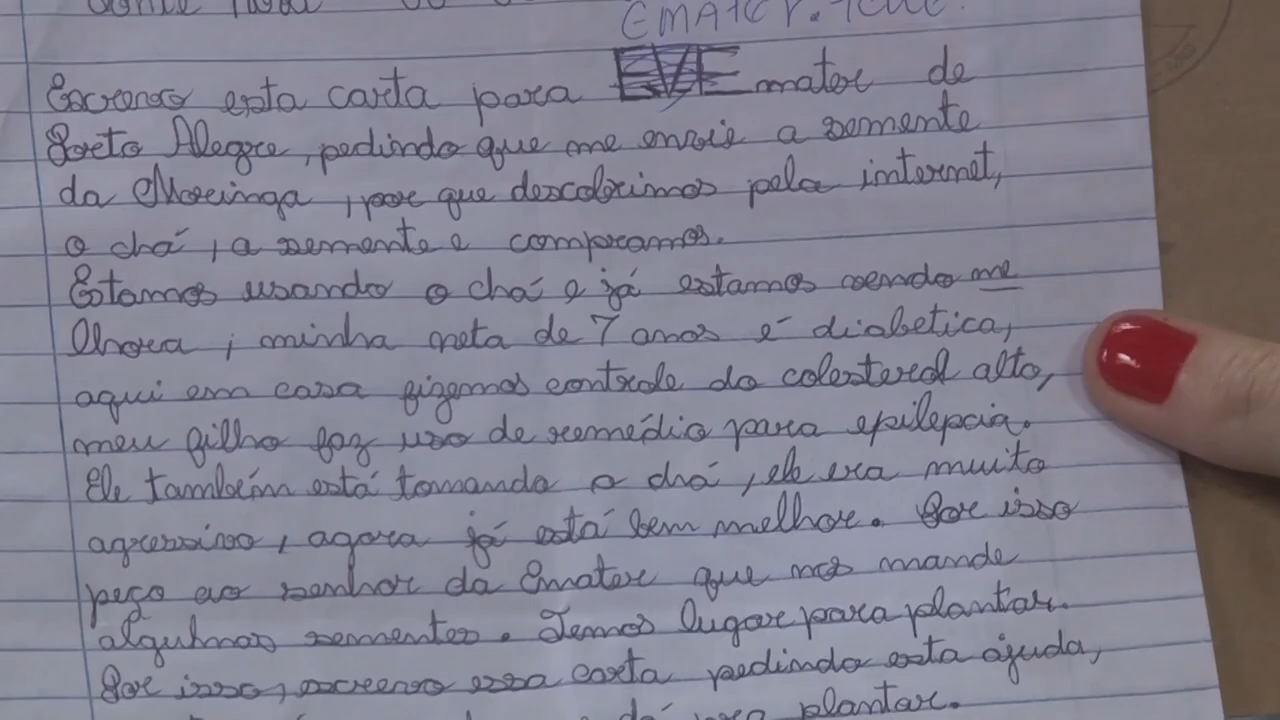 EMATER.
Escrevo esta carta para Emater de
Porto Alegre, pedindo que me envie a semente
da Moringa, por que descobrimos pela internet,
o chá, a semente e compramos.
Estamos usando o chá e já estamos vendo me
lhora, minha neta de 7 anos é diabetica,
aqui em casa fizemos controle do colesterol alto,
meu filho faz uso de remédio para epilepcia.
Ele também está tomando o chá, ele era muito
agressivo, agora já está bem melhor. Por isso
peço ao senhor da Emater que nos mande
alguhmas sementes. Temos lugar para plantar.
Por isso, escrevo essa carta pedindo esta ajuda,
plantar.